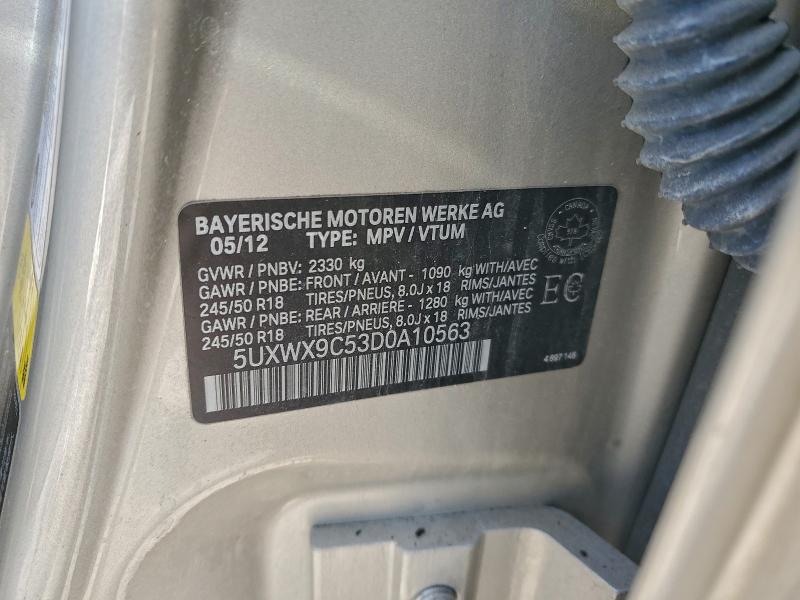 BAYERISCHE MOTOREN WERKE AG
05/12 TYPE: MPV / VTUM
GVWR / PNBV: 2330 kg
GAWR / PNBE: FRONT / AVANT - 1090 kg WITH/AVEC
245/50 R18 TIRES/PNEUS, 8.0J x 18 RIMS/JANTES
GAWR / PNBE: REAR / ARRIERE - 1280 kg WITH/AVEC
245/50 R18 TIRES/PNEUS, 8.0J x 18 RIMS/JANTES
5UXWX9C53D0A10563
CANADA
EC